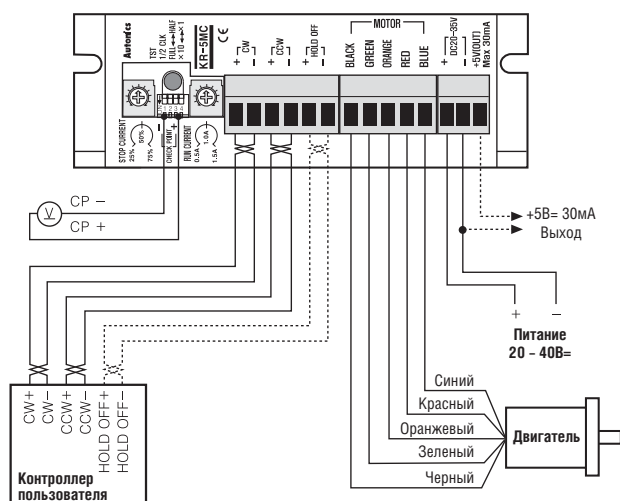 Autonics
TST
1/2 CLK
FULL↔HALF
×10↔×1
KR-5MC
CE
+ CW −
+ CCW −
+ HOLD OFF −
MOTOR
BLACK
GREEN
ORANGE
RED
BLUE
+ DC20-35V −
+5V(OUT)
Max 30mA
STOP CURRENT
25%
50%
75%
− CHECK POINT +
RUN CURRENT
0.5A
1.0A
1.5A
V
CP −
CP +
+5В= 30мА
Выход
+ −
Питание
20 - 40В=
Синий
Красный
Оранжевый
Зеленый
Черный
Двигатель
CW+
CW−
CCW+
CCW−
HOLD OFF+
HOLD OFF−
Контроллер
пользователя